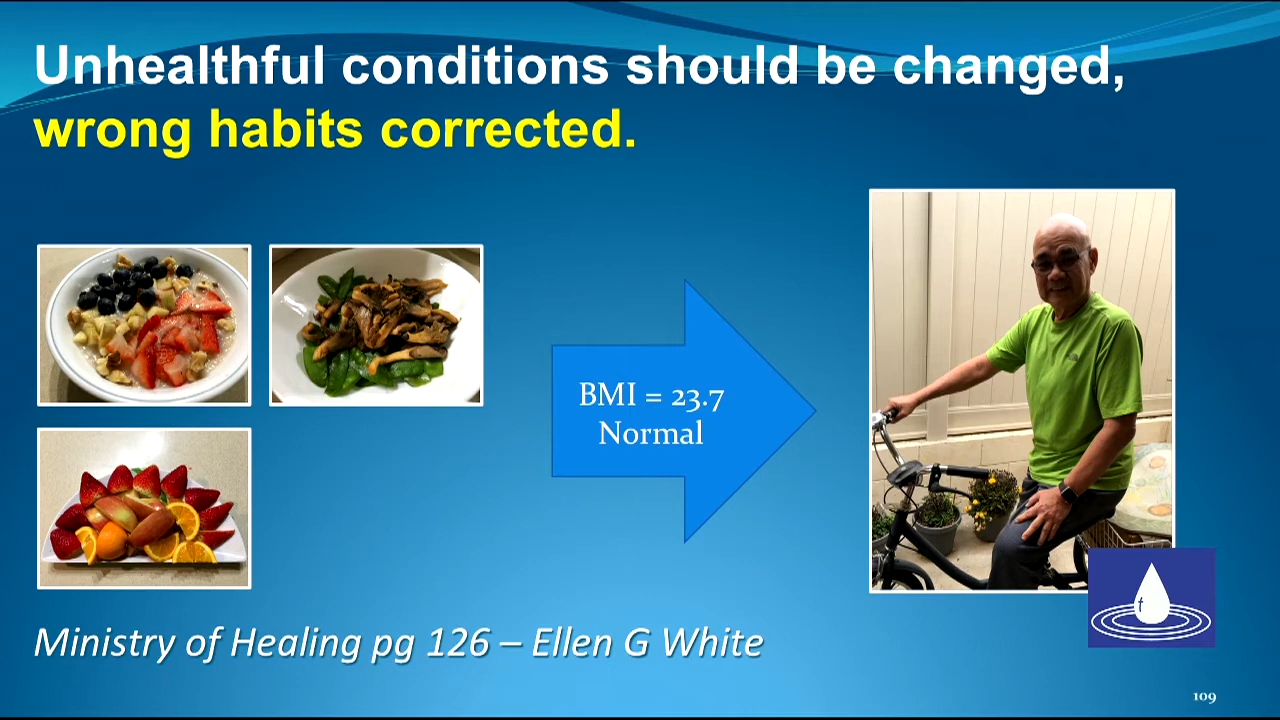 Unhealthful conditions should be changed,
wrong habits corrected.
BMI = 23.7
Normal
t
Ministry of Healing pg 126 – Ellen G White
109